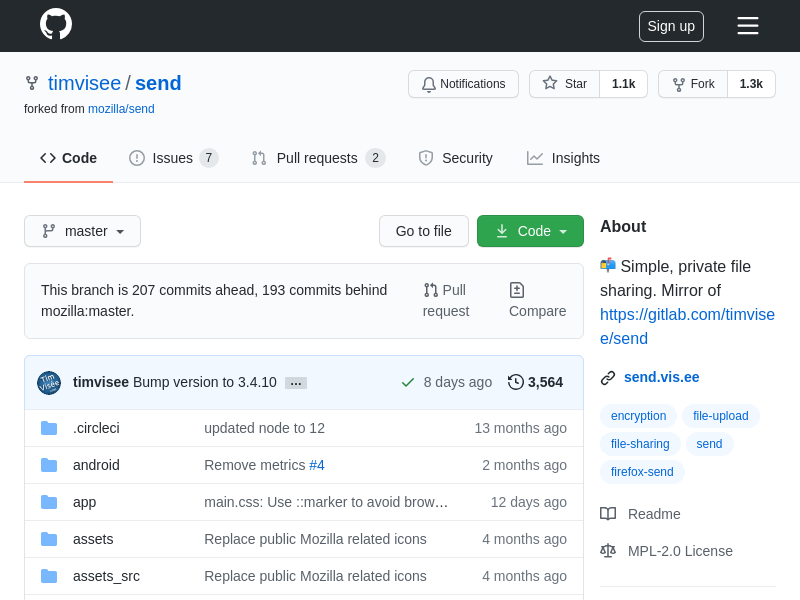 Sign up
timvisee / send
Notifications
Star 1.1k
Fork 1.3k
forked from mozilla/send
Code
Issues 7
Pull requests 2
Security
Insights
master
Go to file
Code
This branch is 207 commits ahead, 193 commits behind
mozilla:master.
Pull
request
Compare
timvisee Bump version to 3.4.10 … 8 days ago 3,564
.circleci updated node to 12 13 months ago
android Remove metrics #4 2 months ago
app main.css: Use ::marker to avoid brow… 12 days ago
assets Replace public Mozilla related icons 4 months ago
assets_src Replace public Mozilla related icons 4 months ago
About
Simple, private file
sharing. Mirror of
https://gitlab.com/timvise
e/send
send.vis.ee
encryption file-upload
file-sharing send
firefox-send
Readme
MPL-2.0 License